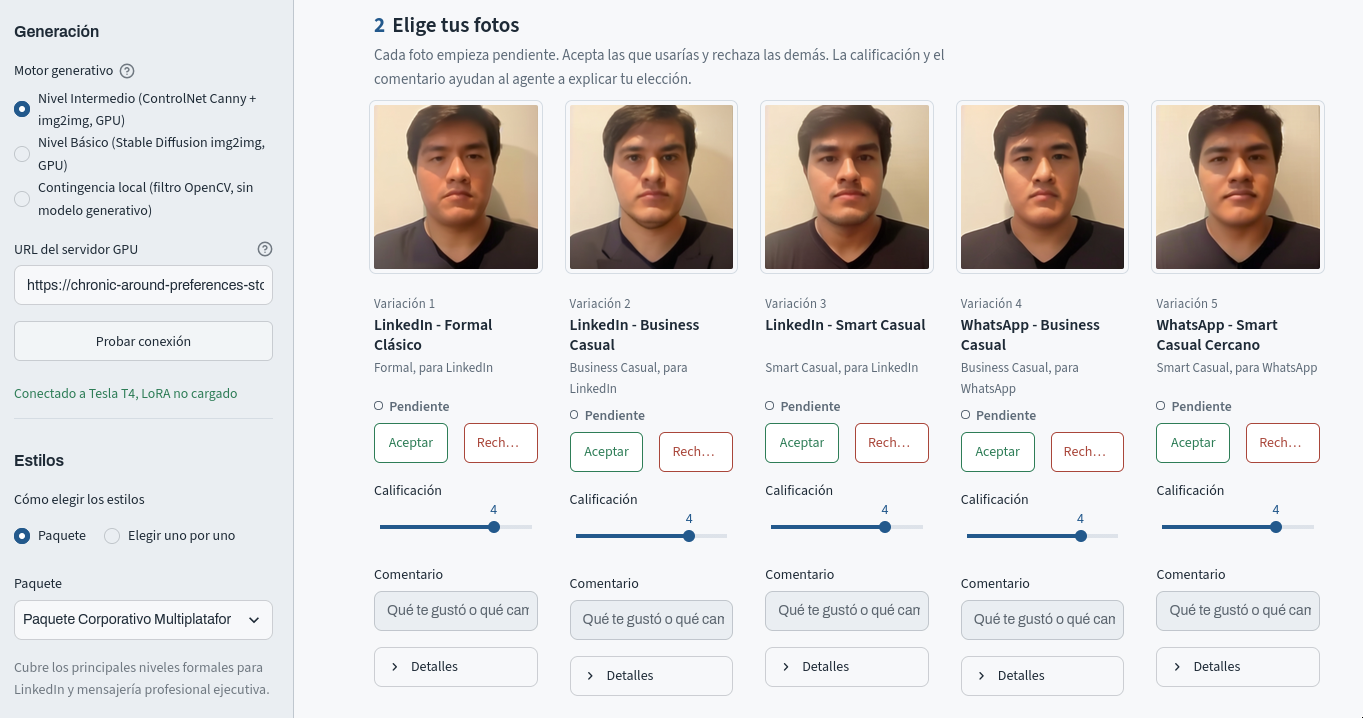 Generación
Motor generativo
Nivel Intermedio (ControlNet Canny +
img2img, GPU)
Nivel Básico (Stable Diffusion img2img,
GPU)
Contingencia local (filtro OpenCV, sin
modelo generativo)
URL del servidor GPU
https://chronic-around-preferences-stc
Probar conexión
Conectado a Tesla T4, LoRA no cargado
Estilos
Cómo elegir los estilos
Paquete
Elegir uno por uno
Paquete
Paquete Corporativo Multiplatafor
Cubre los principales niveles formales para
LinkedIn y mensajería profesional ejecutiva.
2 Elige tus fotos
Cada foto empieza pendiente. Acepta las que usarías y rechaza las demás. La calificación y el
comentario ayudan al agente a explicar tu elección.
Variación 1
LinkedIn - Formal
Clásico
Formal, para LinkedIn
Pendiente
Aceptar
Rech…
Calificación
4
Comentario
Qué te gustó o qué cam
Detalles
Variación 2
LinkedIn - Business
Casual
Business Casual, para
LinkedIn
Pendiente
Aceptar
Rech…
Calificación
4
Comentario
Qué te gustó o qué cam
Detalles
Variación 3
LinkedIn - Smart Casual
Smart Casual, para LinkedIn
Pendiente
Aceptar
Rech…
Calificación
4
Comentario
Qué te gustó o qué cam
Detalles
Variación 4
WhatsApp - Business
Casual
Business Casual, para
WhatsApp
Pendiente
Aceptar
Rech…
Calificación
4
Comentario
Qué te gustó o qué cam
Detalles
Variación 5
WhatsApp - Smart
Casual Cercano
Smart Casual, para WhatsApp
Pendiente
Aceptar
Rech…
Calificación
4
Comentario
Qué te gustó o qué cam
Detalles